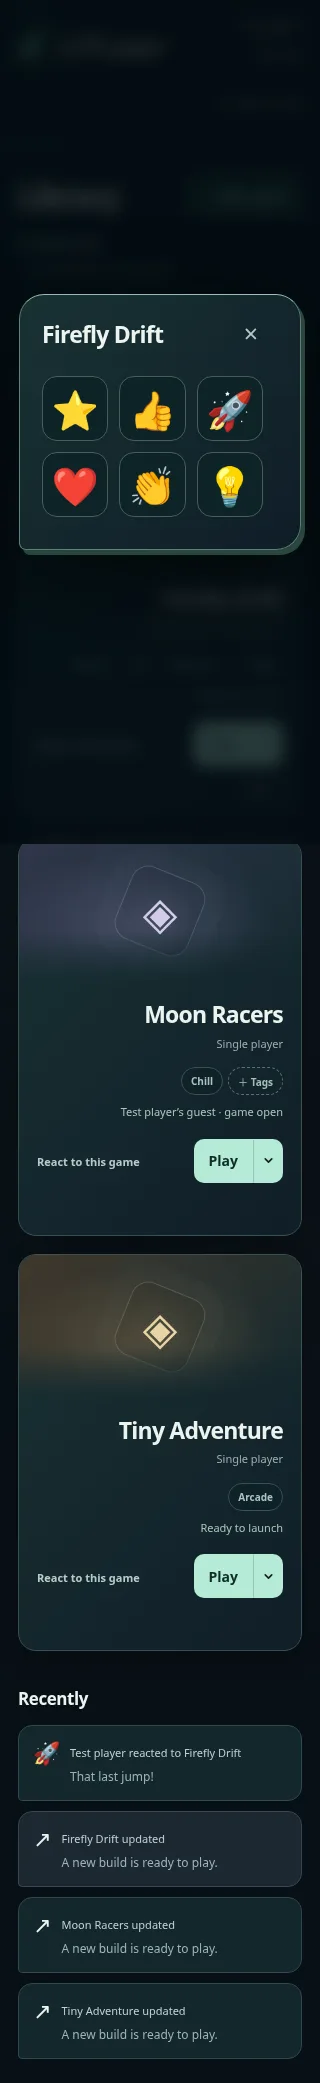 Firefly Drift
Moon Racers
Single player
Chill
+ Tags
Test player's guest · game open
React to this game
Play
Tiny Adventure
Single player
Arcade
Ready to launch
React to this game
Play
Recently
Test player reacted to Firefly Drift
That last jump!
Firefly Drift updated
A new build is ready to play.
Moon Racers updated
A new build is ready to play.
Tiny Adventure updated
A new build is ready to play.